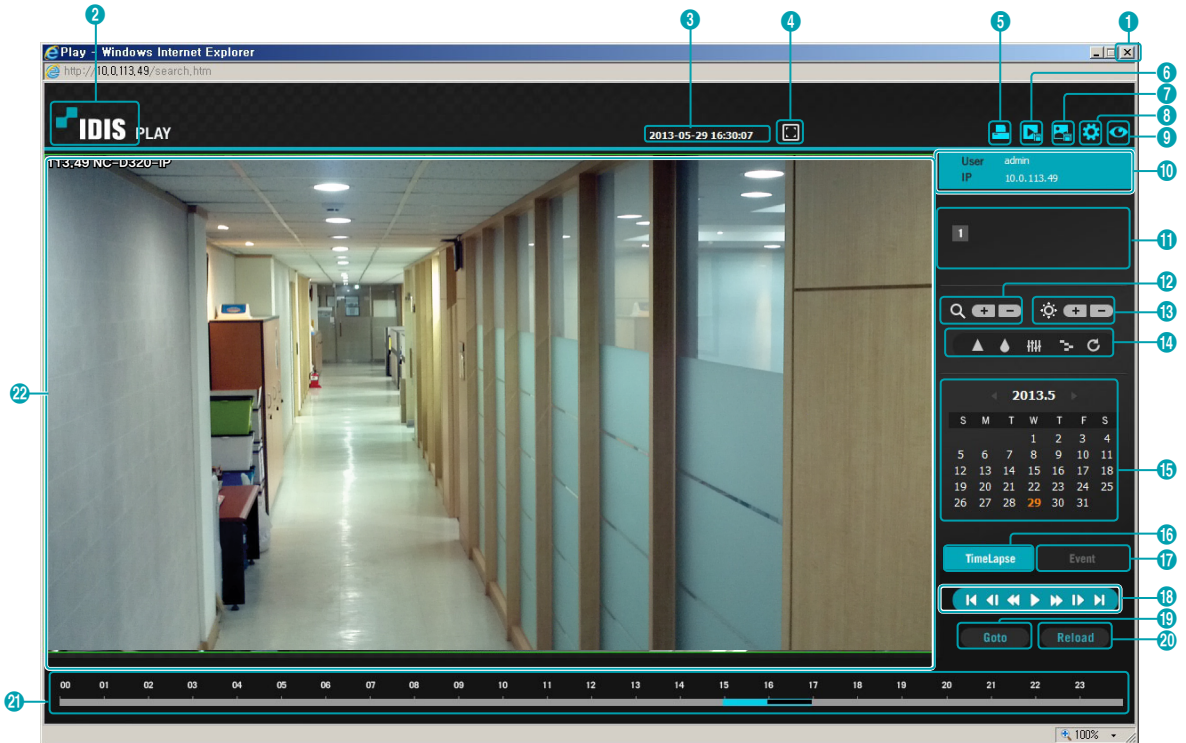 2
3
4
5
1
Play - Windows Internet Explorer
http://10,0,113,49/search,htm
6
7
8
9
IDIS PLAY
2013-05-29 16:30:07
113,49 NC-D320-IP
User admin
IP 10.0.113.49
10
1
11
12
13
14
22
2013.5
S M T W T F S
1 2 3 4
5 6 7 8 9 10 11
12 13 14 15 16 17 18
19 20 21 22 23 24 25
26 27 28 29 30 31
15
16
TimeLapse Event
17
18
19
Goto Reload
20
00 01 02 03 04 05 06 07 08 09 10 11 12 13 14 15 16 17 18 19 20 21 22 23
21
100%